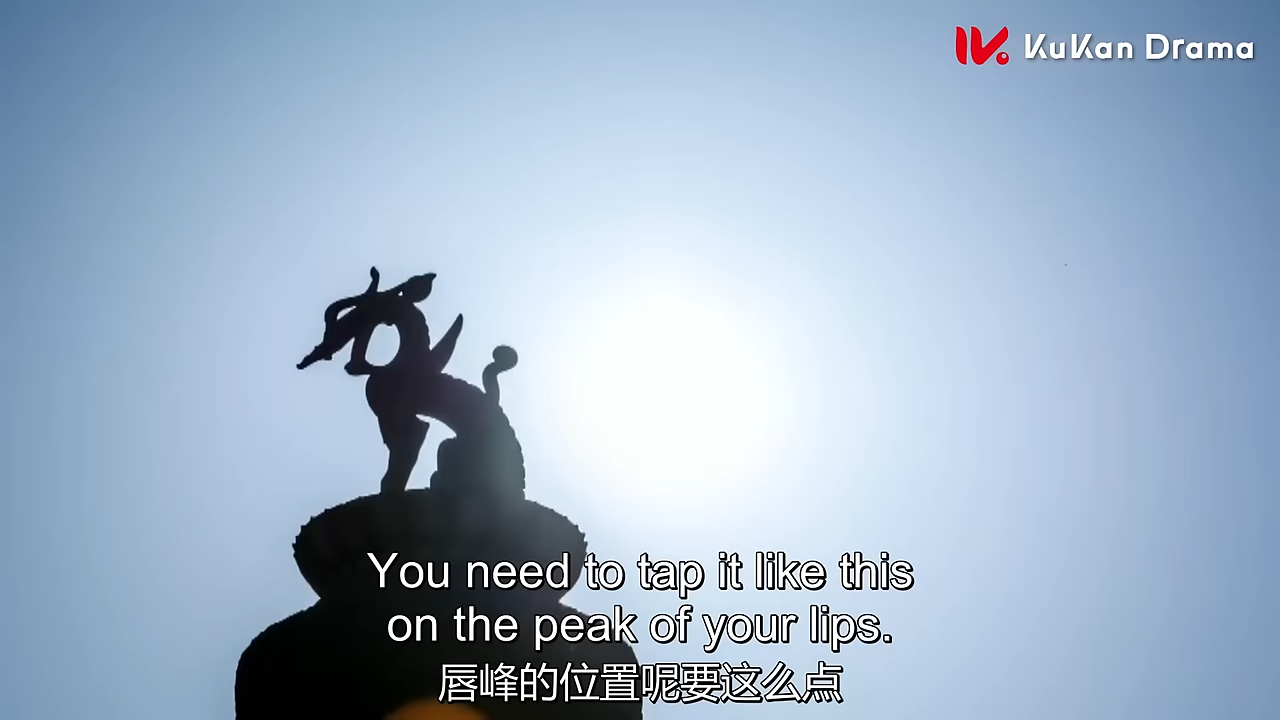 KuKan Drama
You need to tap it like this
on the peak of your lips.
唇峰的位置呢要这么点